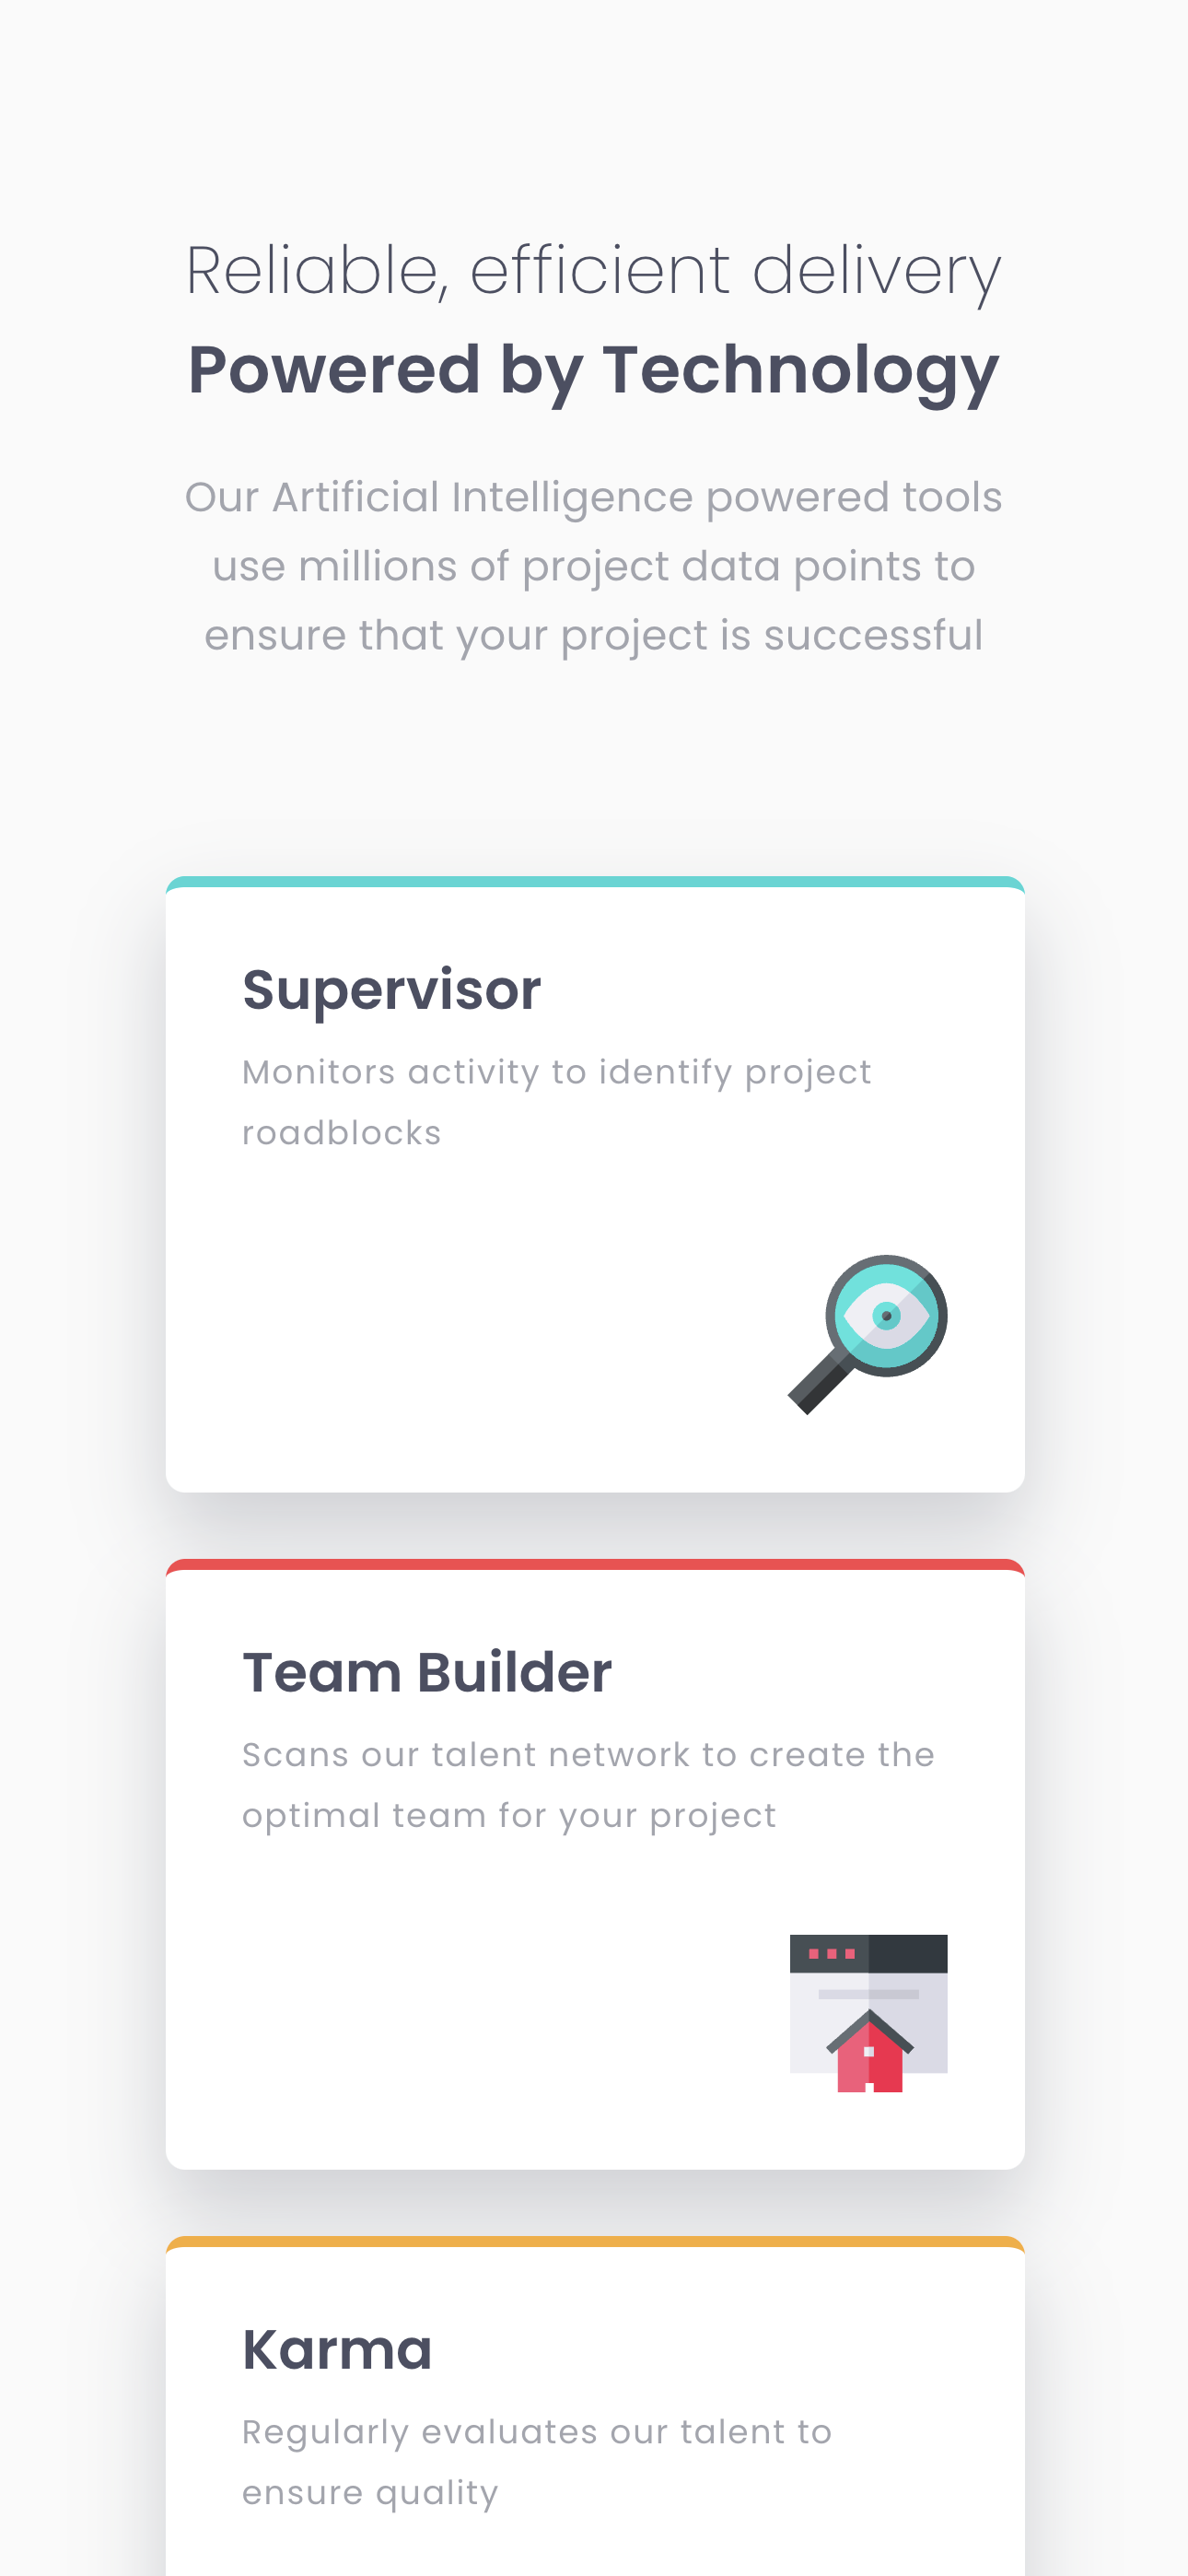 Reliable, efficient delivery
Powered by Technology
Our Artificial Intelligence powered tools
use millions of project data points to
ensure that your project is successful
Supervisor
Monitors activity to identify project
roadblocks
Team Builder
Scans our talent network to create the
optimal team for your project
Karma
Regularly evaluates our talent to
ensure quality